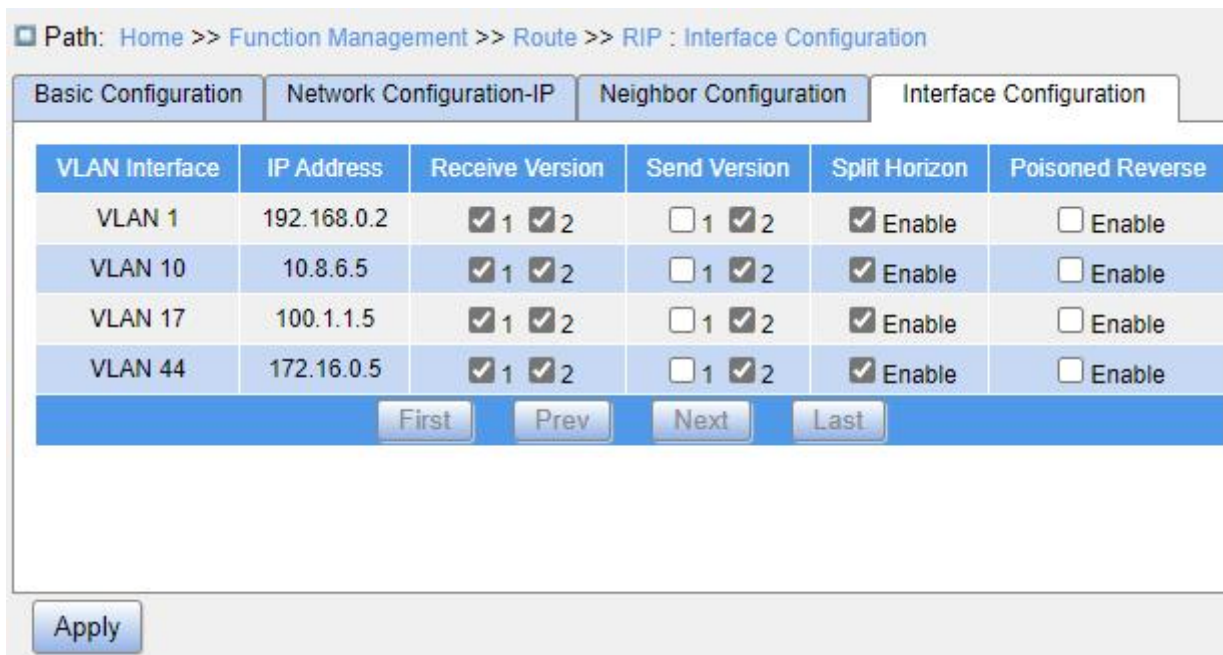 Path: Home >> Function Management >> Route >> RIP : Interface Configuration
Basic Configuration Network Configuration-IP Neighbor Configuration Interface Configuration
VLAN Interface IP Address Receive Version Send Version Split Horizon Poisoned Reverse
VLAN 1 192.168.0.2 1 2 1 2 Enable Enable
VLAN 10 10.8.6.5 1 2 1 2 Enable Enable
VLAN 17 100.1.1.5 1 2 1 2 Enable Enable
VLAN 44 172.16.0.5 1 2 1 2 Enable Enable
First Prev Next Last
Apply